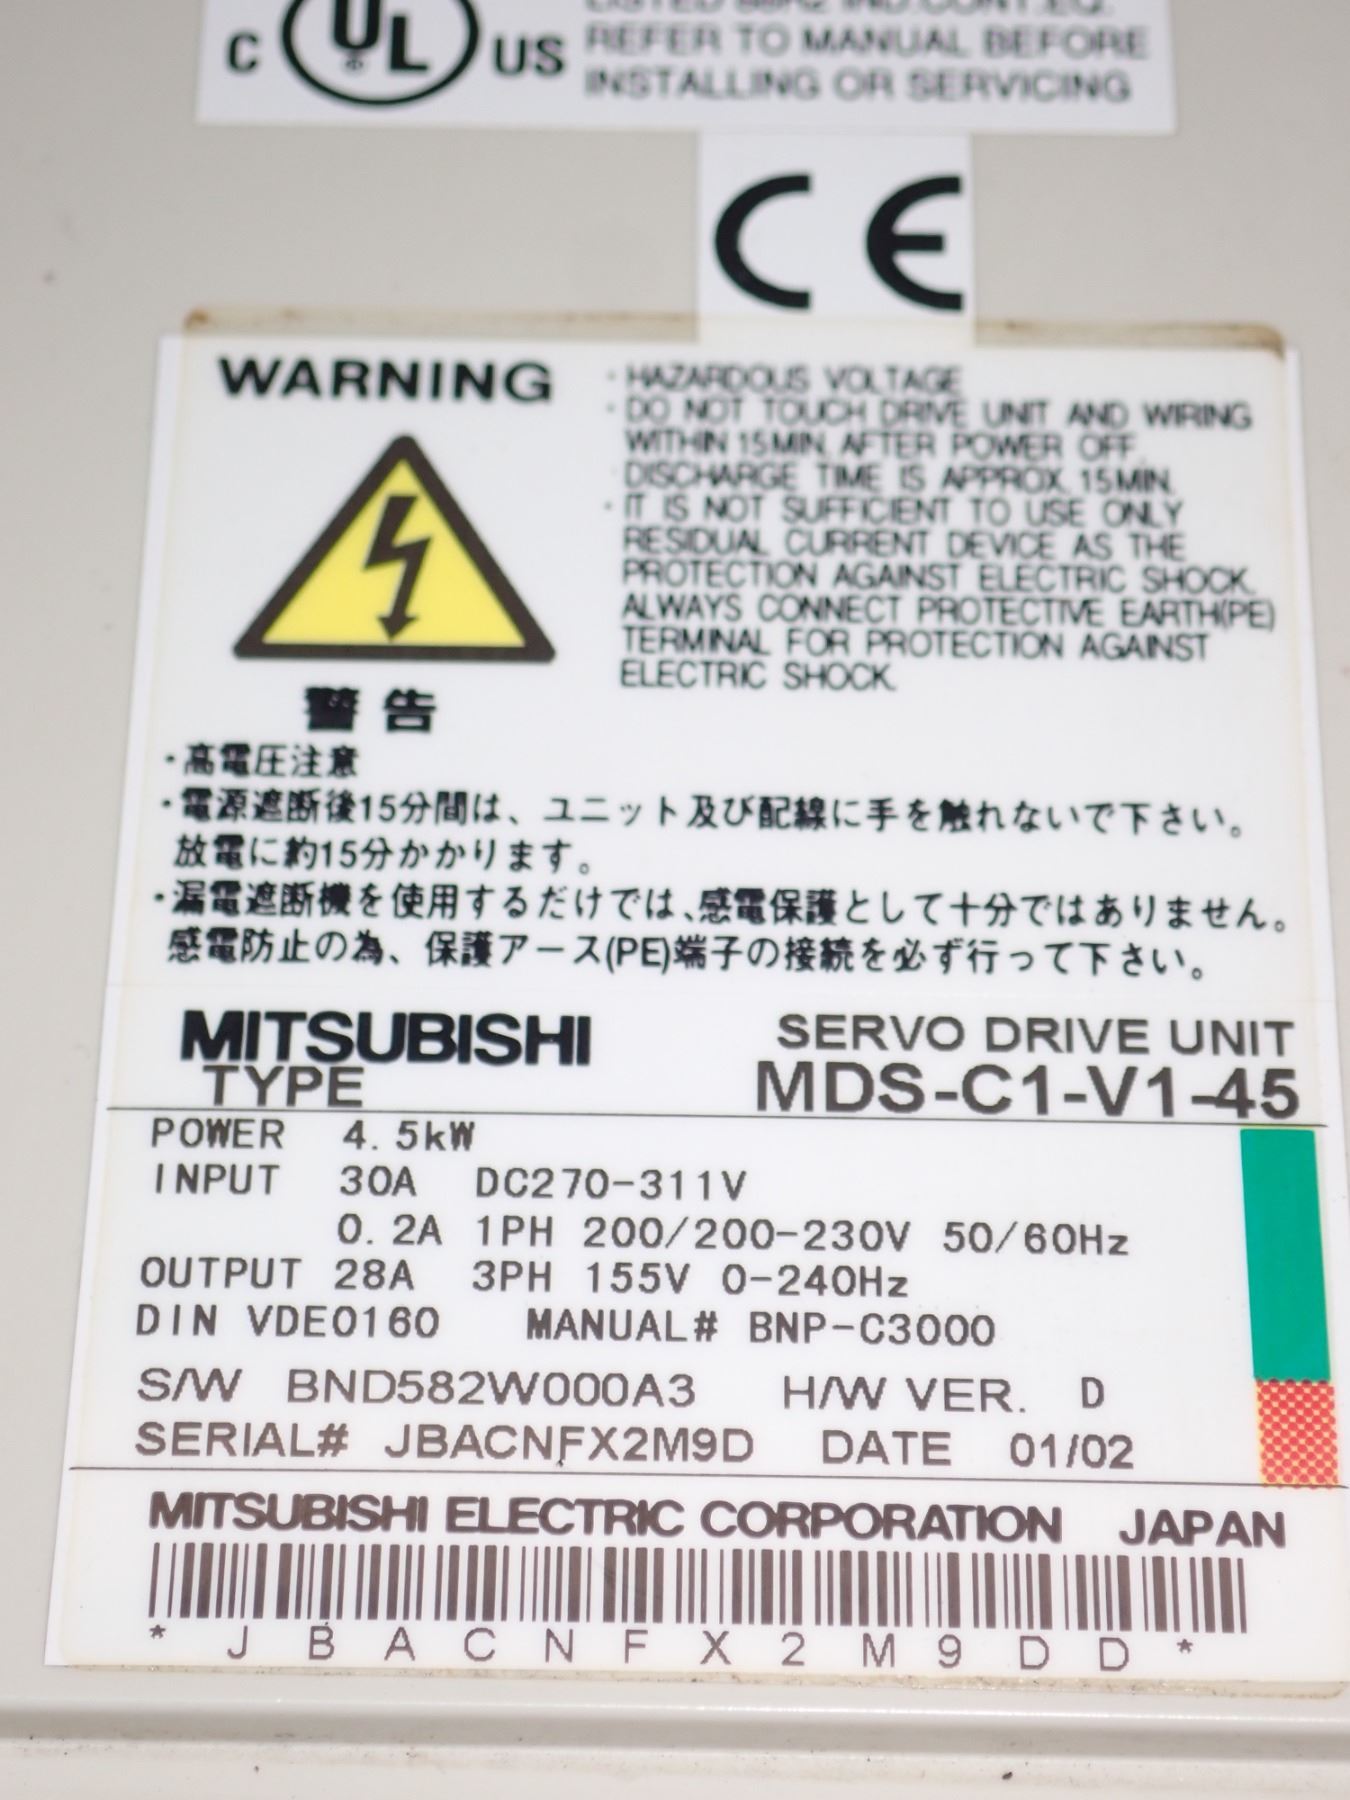 C UL US
REFER TO MANUAL BEFORE
INSTALLING OR SERVICING
CE
WARNING
・HAZARDOUS VOLTAGE
・DO NOT TOUCH DRIVE UNIT AND WIRING
WITHIN 15MIN. AFTER POWER OFF.
DISCHARGE TIME IS APPROX. 15MIN.
・IT IS NOT SUFFICIENT TO USE ONLY
RESIDUAL CURRENT DEVICE AS THE
PROTECTION AGAINST ELECTRIC SHOCK.
ALWAYS CONNECT PROTECTIVE EARTH(PE)
TERMINAL FOR PROTECTION AGAINST
ELECTRIC SHOCK.
警告
・高電圧注意
・電源遮断後15分間は、ユニット及び配線に手を触れないで下さい。
放電に約15分かかります。
・漏電遮断機を使用するだけでは、感電保護として十分ではありません。
感電防止の為、保護アース(PE)端子の接続を必ず行って下さい。
MITSUBISHI SERVO DRIVE UNIT
TYPE MDS-C1-V1-45
POWER 4.5kW
INPUT 30A DC270-311V
0.2A 1PH 200/200-230V 50/60Hz
OUTPUT 28A 3PH 155V 0-240Hz
DIN VDE0160 MANUAL# BNP-C3000
S/W BND582W000A3 H/W VER. D
SERIAL# JBACNFX2M9D DATE 01/02
MITSUBISHI ELECTRIC CORPORATION JAPAN
* J B A C N F X 2 M 9 D D *